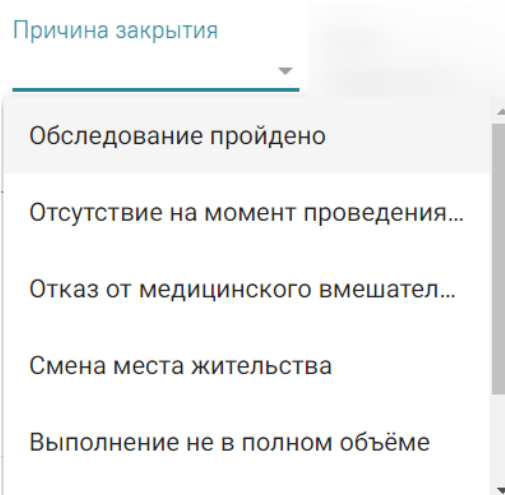 Причина закрытия
Обследование пройдено
Отсутствие на момент проведения...
Отказ от медицинского вмешател...
Смена места жительства
Выполнение не в полном объёме